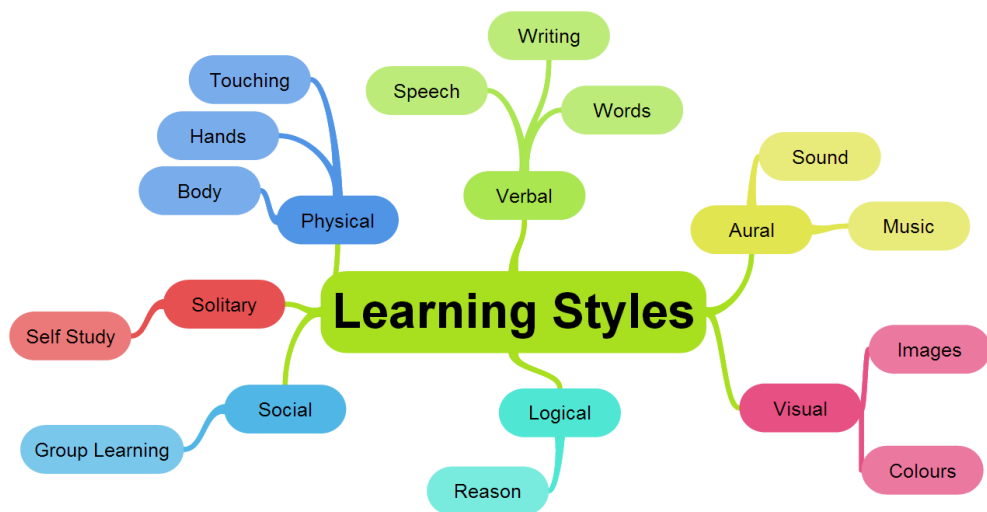 Writing
Touching
Speech
Words
Hands
Sound
Body
Verbal
Physical
Aural
Music
Learning Styles
Solitary
Self Study
Images
Social
Logical
Visual
Group Learning
Reason
Colours